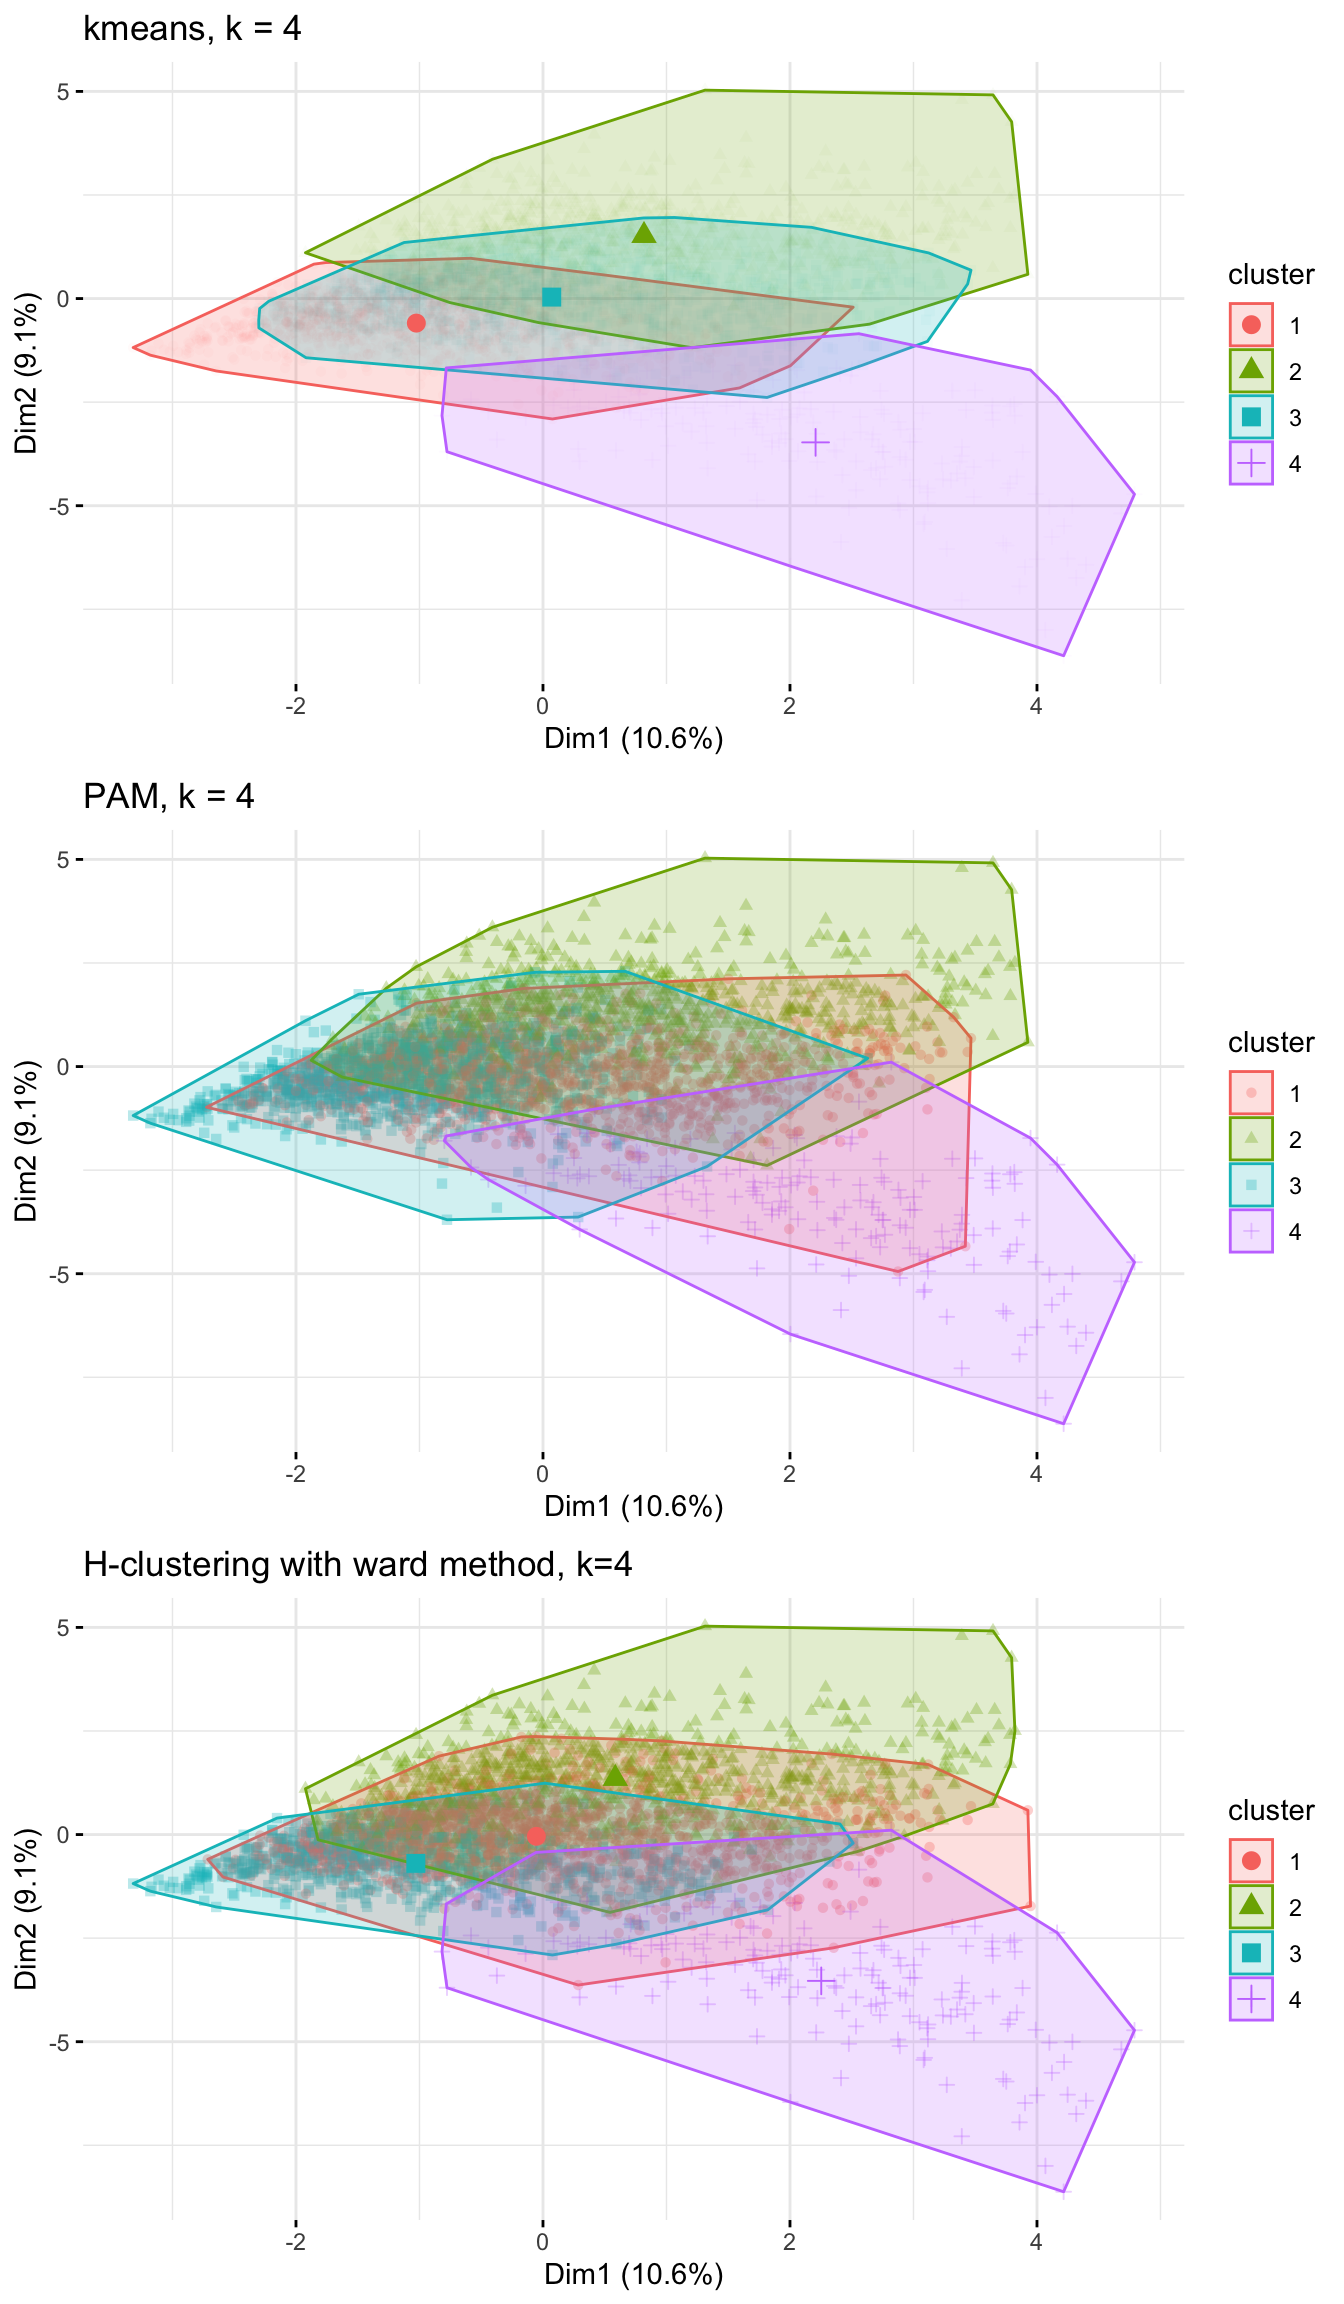 kmeans, k = 4
5
0
-5
-2 0 2 4
Dim1 (10.6%)
Dim2 (9.1%)
cluster
1
2
3
4
PAM, k = 4
5
0
-5
-2 0 2 4
Dim1 (10.6%)
Dim2 (9.1%)
cluster
1
2
3
4
H-clustering with ward method, k=4
5
0
-5
-2 0 2 4
Dim1 (10.6%)
Dim2 (9.1%)
cluster
1
2
3
4